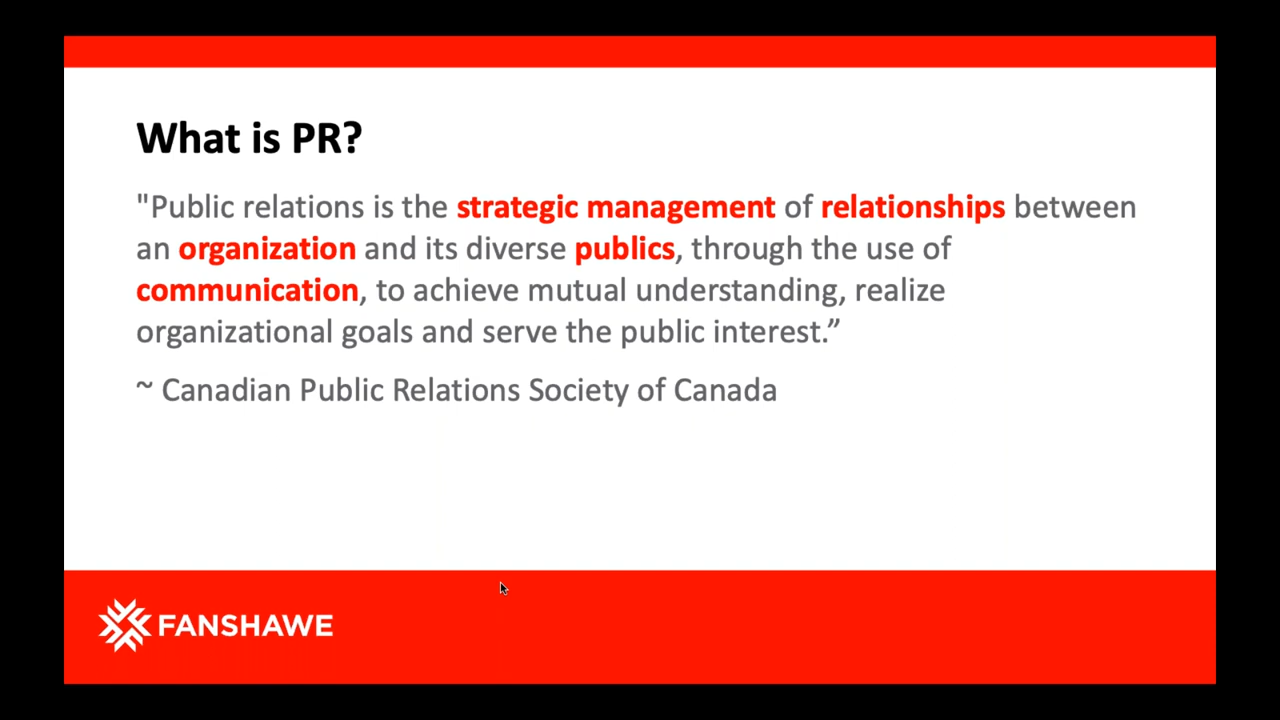 What is PR?
"Public relations is the strategic management of relationships between
an organization and its diverse publics, through the use of
communication, to achieve mutual understanding, realize
organizational goals and serve the public interest.”
~ Canadian Public Relations Society of Canada
FANSHAWE